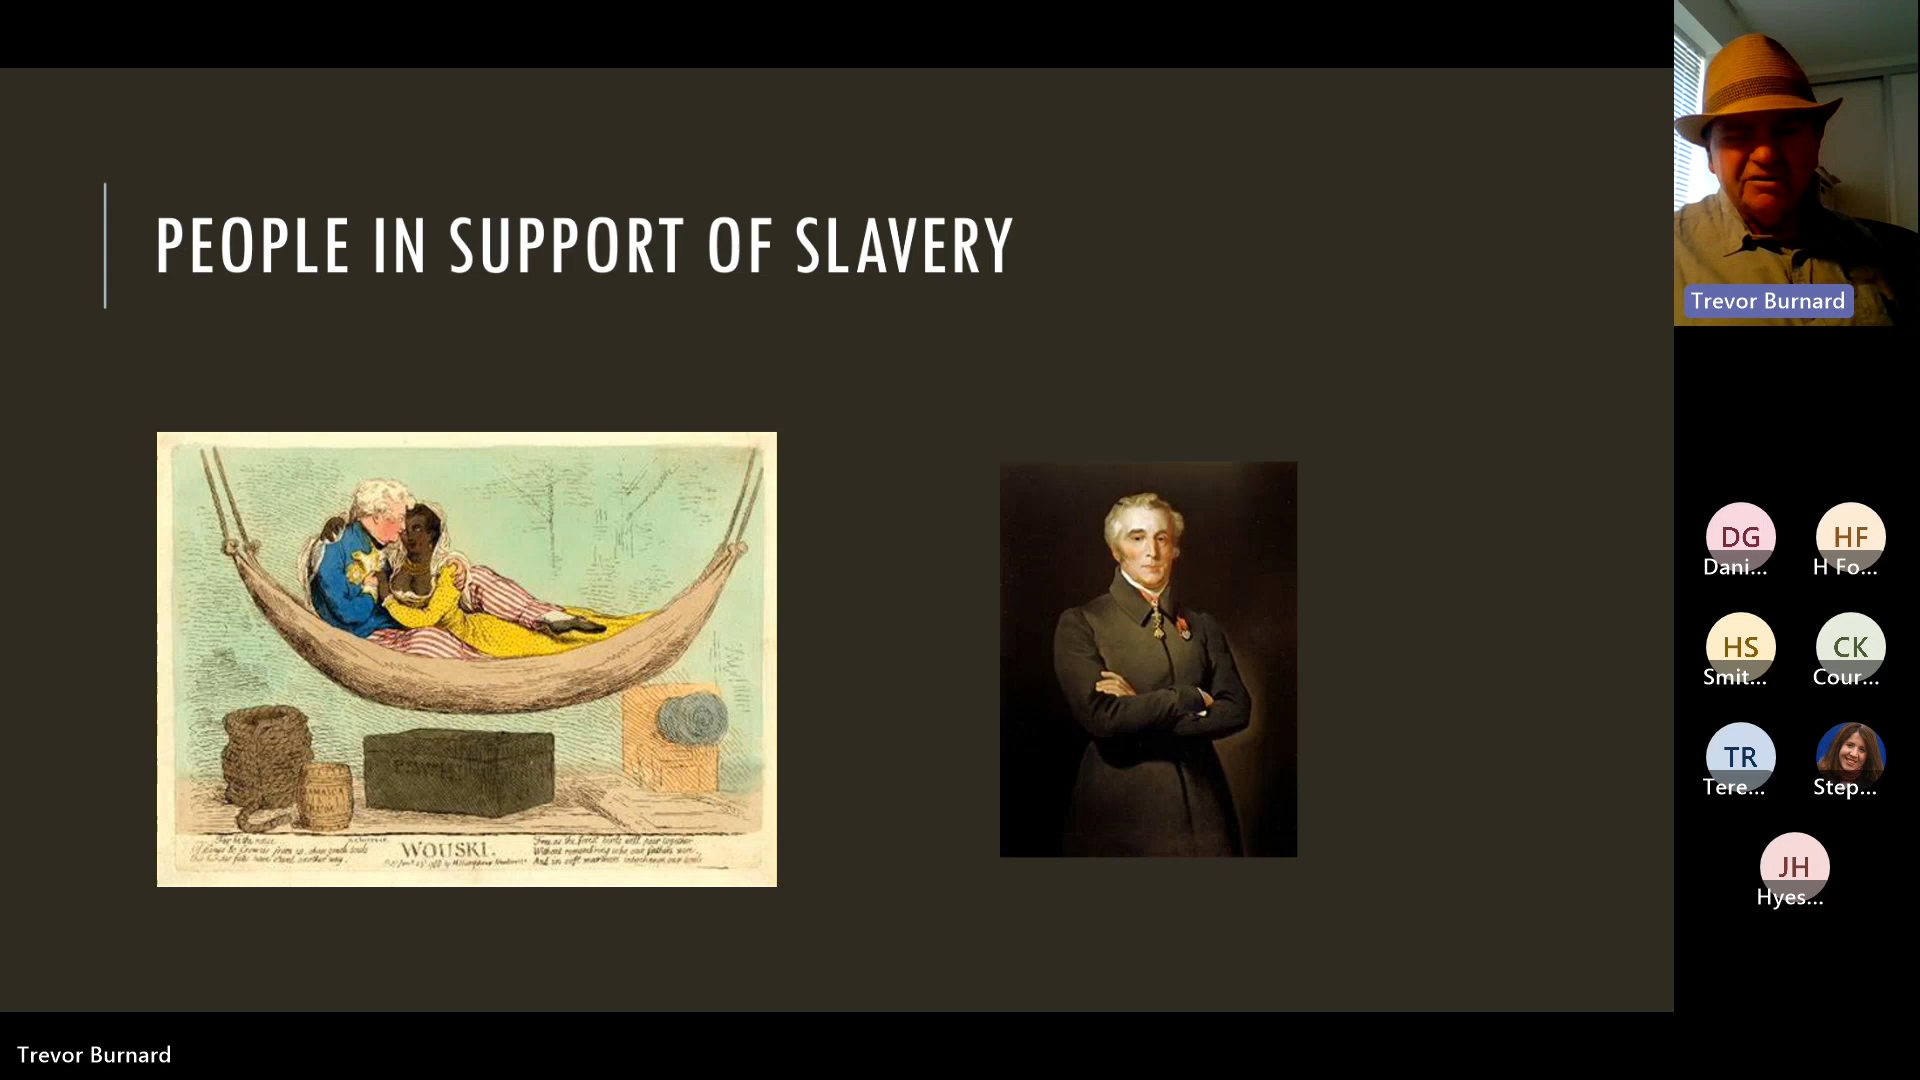 PEOPLE IN SUPPORT OF SLAVERY
WOUSKI.
JAMAICA
Trevor Burnard
DG
Dani...
HF
H Fo...
HS
Smit...
CK
Cour...
TR
Tere...
Step...
JH
Hyes...
Trevor Burnard